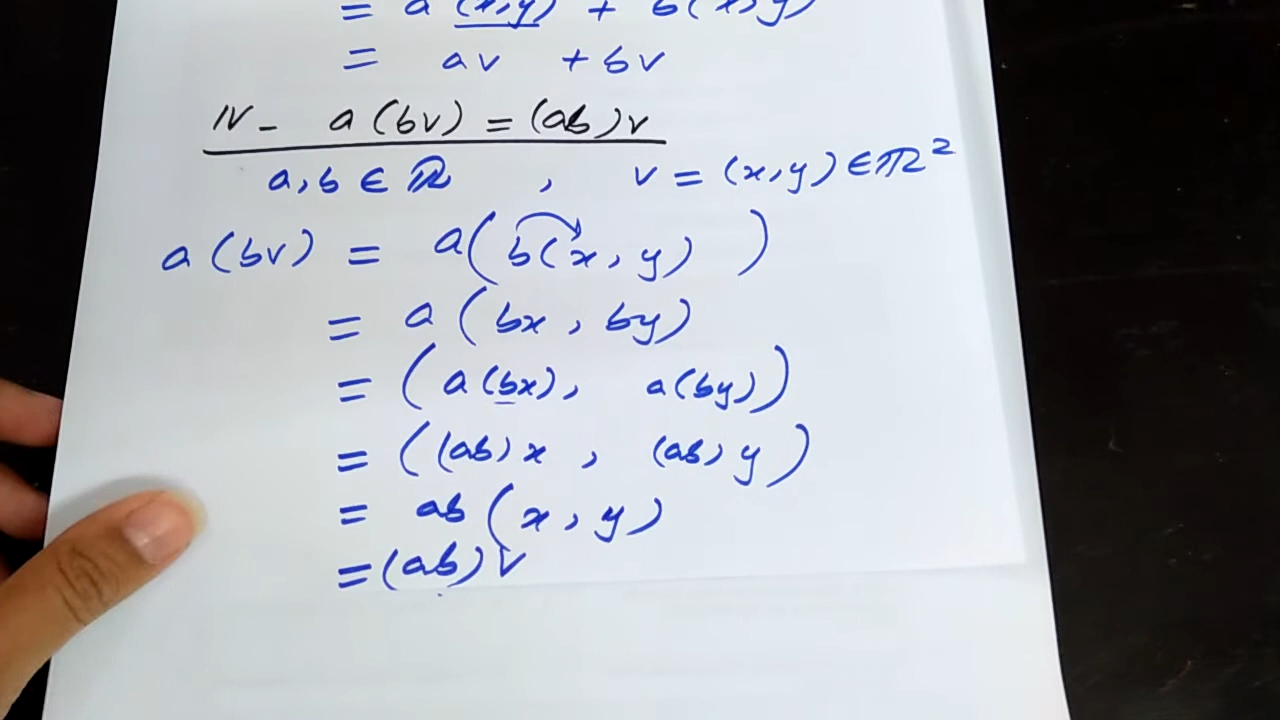 = a (x,y) + b(x,y)
= av + bv
IV - a (bv) = (ab)v
a,b ∈ ℝ , v = (x,y) ∈ ℝ²
a (bv) = a( b(x, y) )
= a ( bx , by)
= ( a(bx), a(by))
= ( (ab)x , (ab)y )
= ab ( x , y)
= (ab) v